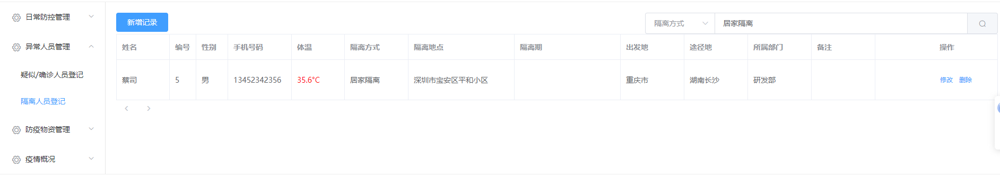 日常防控管理
异常人员管理
疑似/确诊人员登记
隔离人员登记
防疫物资管理
疫情概况
新增记录
隔离方式 居家隔离
姓名 编号 性别 手机号码 体温 隔离方式 隔离地点 隔离期 出发地 途径地 所属部门 备注 操作
蔡司 5 男 13452342356 35.6°C 居家隔离 深圳市宝安区平和小区 重庆市 湖南长沙 研发部 修改 删除